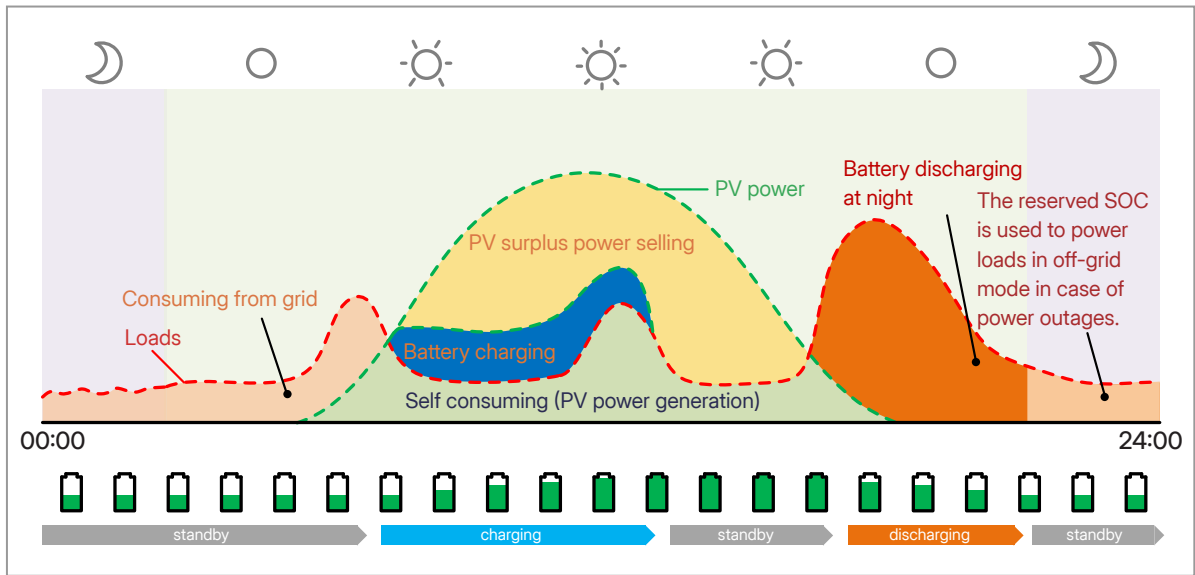 Battery discharging
at night
The reserved SOC
is used to power
loads in off-grid
mode in case of
power outages.
PV power
PV surplus power selling
Consuming from grid
Loads
Battery charging
Self consuming (PV power generation)
00:00
24:00
standby
charging
standby
discharging
standby